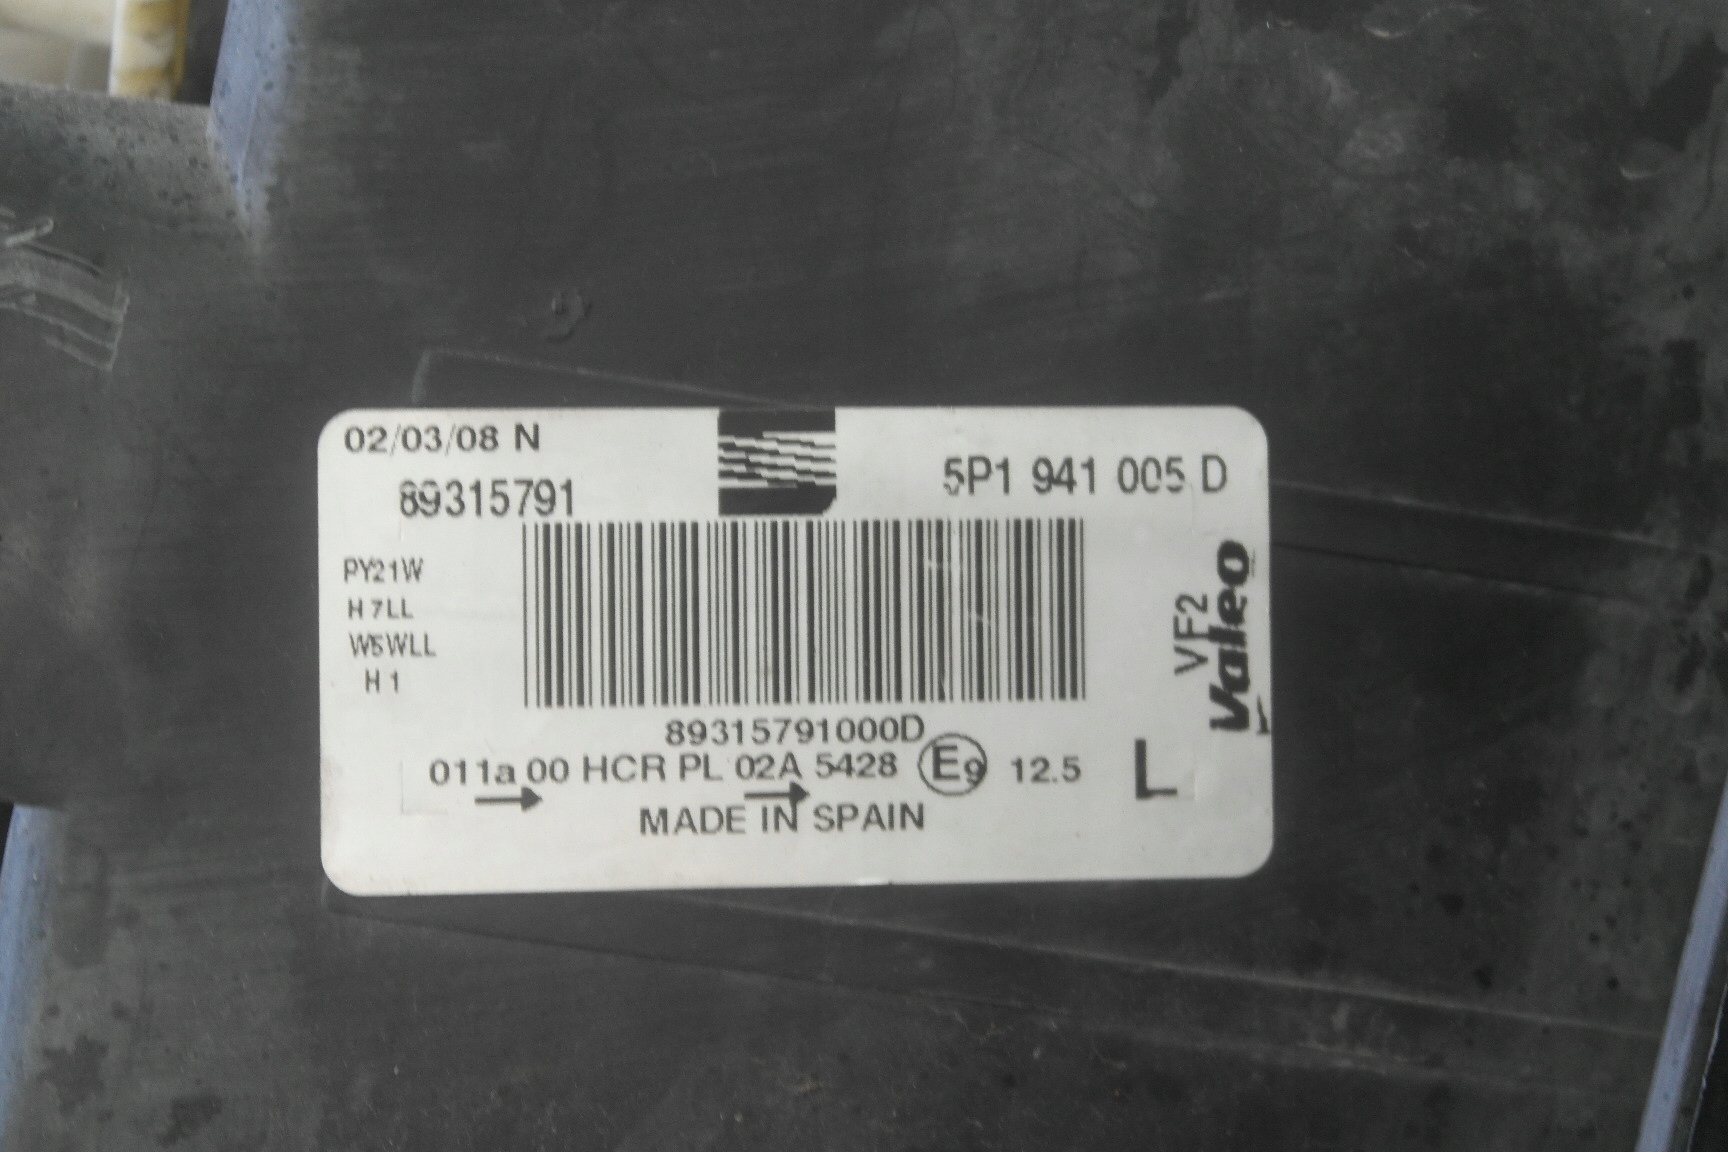 02/03/08 N
89315791
5P1 941 005 D
PY21W
H7LL
W5WLL
H1
VF2
Valeo
89315791000D
011a 00 HCR PL 02A 5428 E9 12.5
L
MADE IN SPAIN